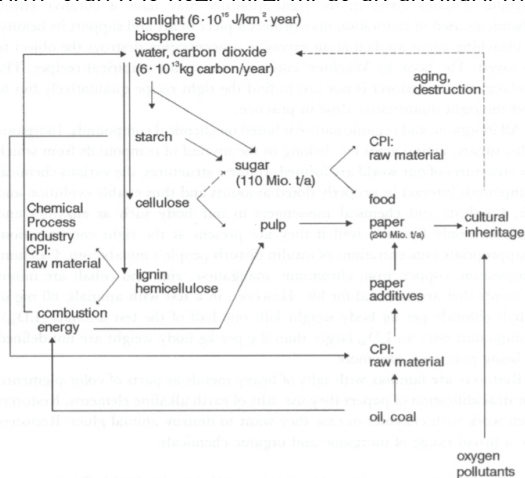 sunlight (6·10¹⁵ J/km²·year)
biosphere
water, carbon dioxide
(6·10¹³kg carbon/year)
aging,
destruction
starch
sugar
(110 Mio. t/a)
CPI:
raw material
food
cellulose
Chemical
Process
Industry
CPI:
raw material
pulp
paper
(240 Mio. t/a)
cultural
inheritage
lignin
hemicellulose
paper
additives
combustion
energy
CPI:
raw material
oil, coal
oxygen
pollutants